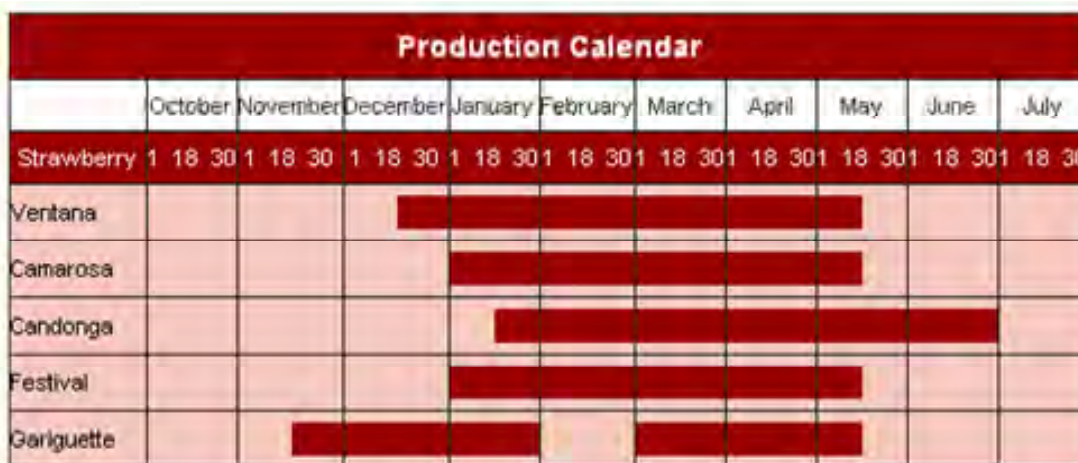 Production Calendar
October November December January February March April May June July
Strawberry 1 18 30 1 18 30 1 18 30 1 18 30 1 18 30 1 18 30 1 18 30 1 18 30 1 18 30 1 18 30
Ventana
Camarosa
Candonga
Festival
Gariguette